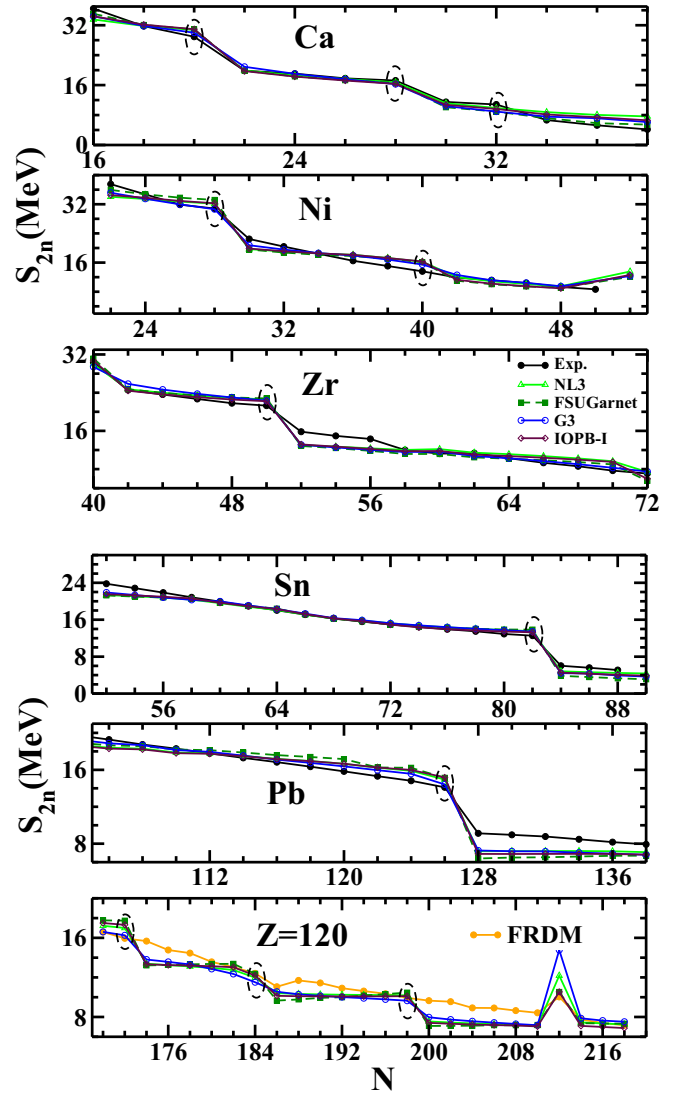 32
Ca
16
0
16 24 32
32
Ni
16
24 32 40 48
S2n(MeV)
32
Zr
Exp.
NL3
FSUGarnet
G3
IOPB-I
16
40 48 56 64 72
24
Sn
16
8
0
56 64 72 80 88
S2n(MeV)
16
Pb
8
112 120 128 136
Z=120
FRDM
16
8
176 184 192 200 208 216
N